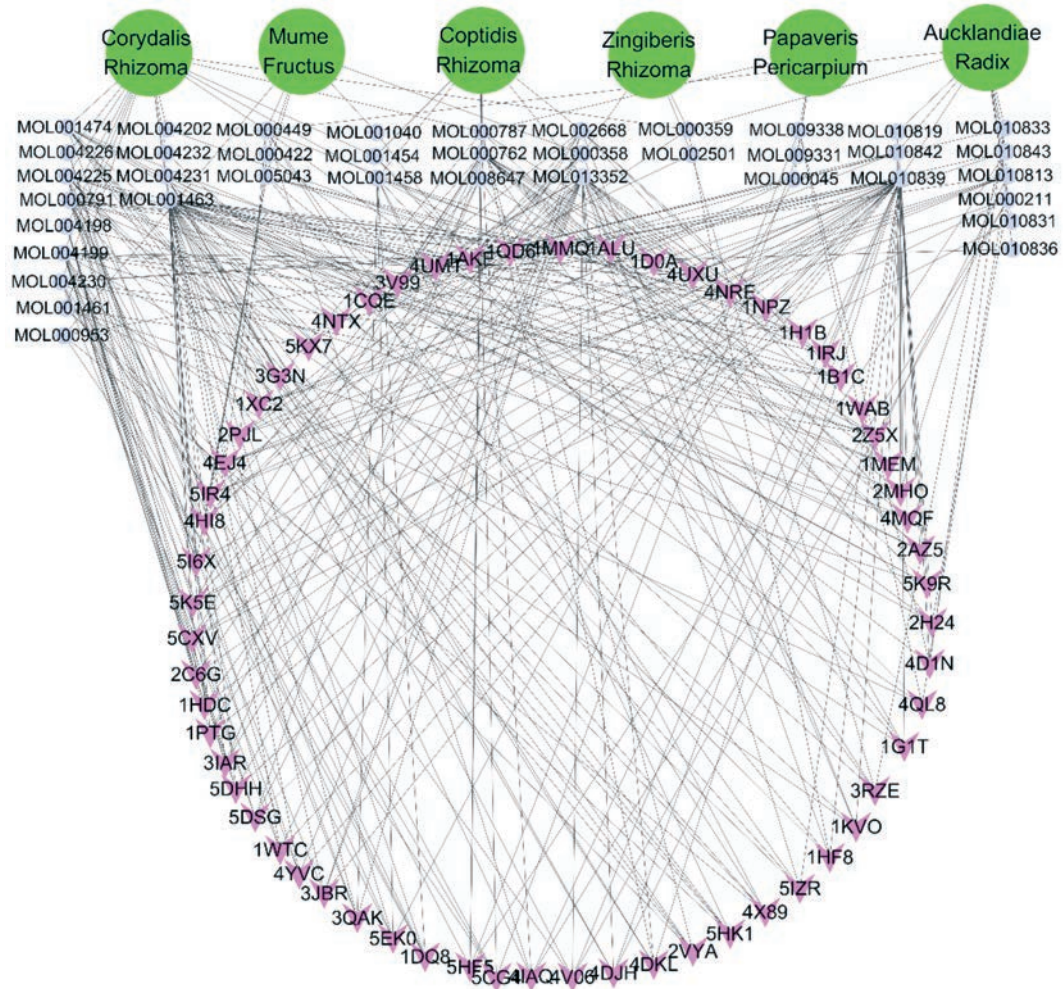 Corydalis
Rhizoma
Mume
Fructus
Coptidis
Rhizoma
Zingiberis
Rhizoma
Papaveris
Pericarpium
Aucklandiae
Radix
MOL001474 MOL004202 MOL000449 MOL001040 MOL000787 MOL002668 MOL000359 MOL009338 MOL010819 MOL010833
MOL004226 MOL004232 MOL000422 MOL001454 MOL000762 MOL000358 MOL002501 MOL009331 MOL010842 MOL010843
MOL004225 MOL004231 MOL005043 MOL001458 MOL008647 MOL013352 MOL000045 MOL010839 MOL010813
MOL000791 MOL001463 MOL000211
MOL004198 MOL010831
MOL004199 MOL010836
MOL004230
MOL001461
MOL000953
1QD6
1MMQ
1ALU
1D0A
4UXU
4NRE
1NPZ
1H1B
1IRJ
1B1C
1WAB
2Z5X
1MEM
2MHO
4MQF
2AZ5
5K9R
2H24
4D1N
4QL8
1G1T
3RZE
1KVO
1HF8
5IZR
4X89
5HK1
2VYA
4DKL
4DJH
4V06
4IAQ
5HF5
1DQ8
5EK0
3QAK
3JBR
4YVC
1WTC
5DSG
5DHH
3IAR
1PTG
1HDC
2C6G
5CXV
5K5E
5I6X
4HI8
5IR4
4EJ4
2PJL
1XC2
3G3N
5KX7
4NTX
1CQE
3V99